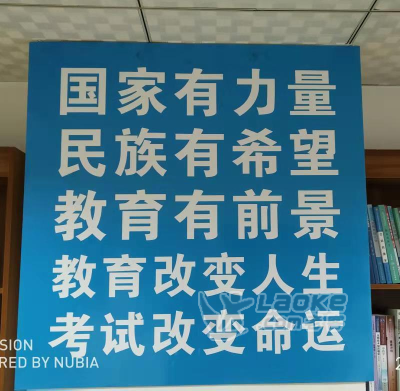 国家有力量
民族有希望
教育有前景
教育改变人生
考试改变命运
LAOKE
SION
RED BY NUBIA